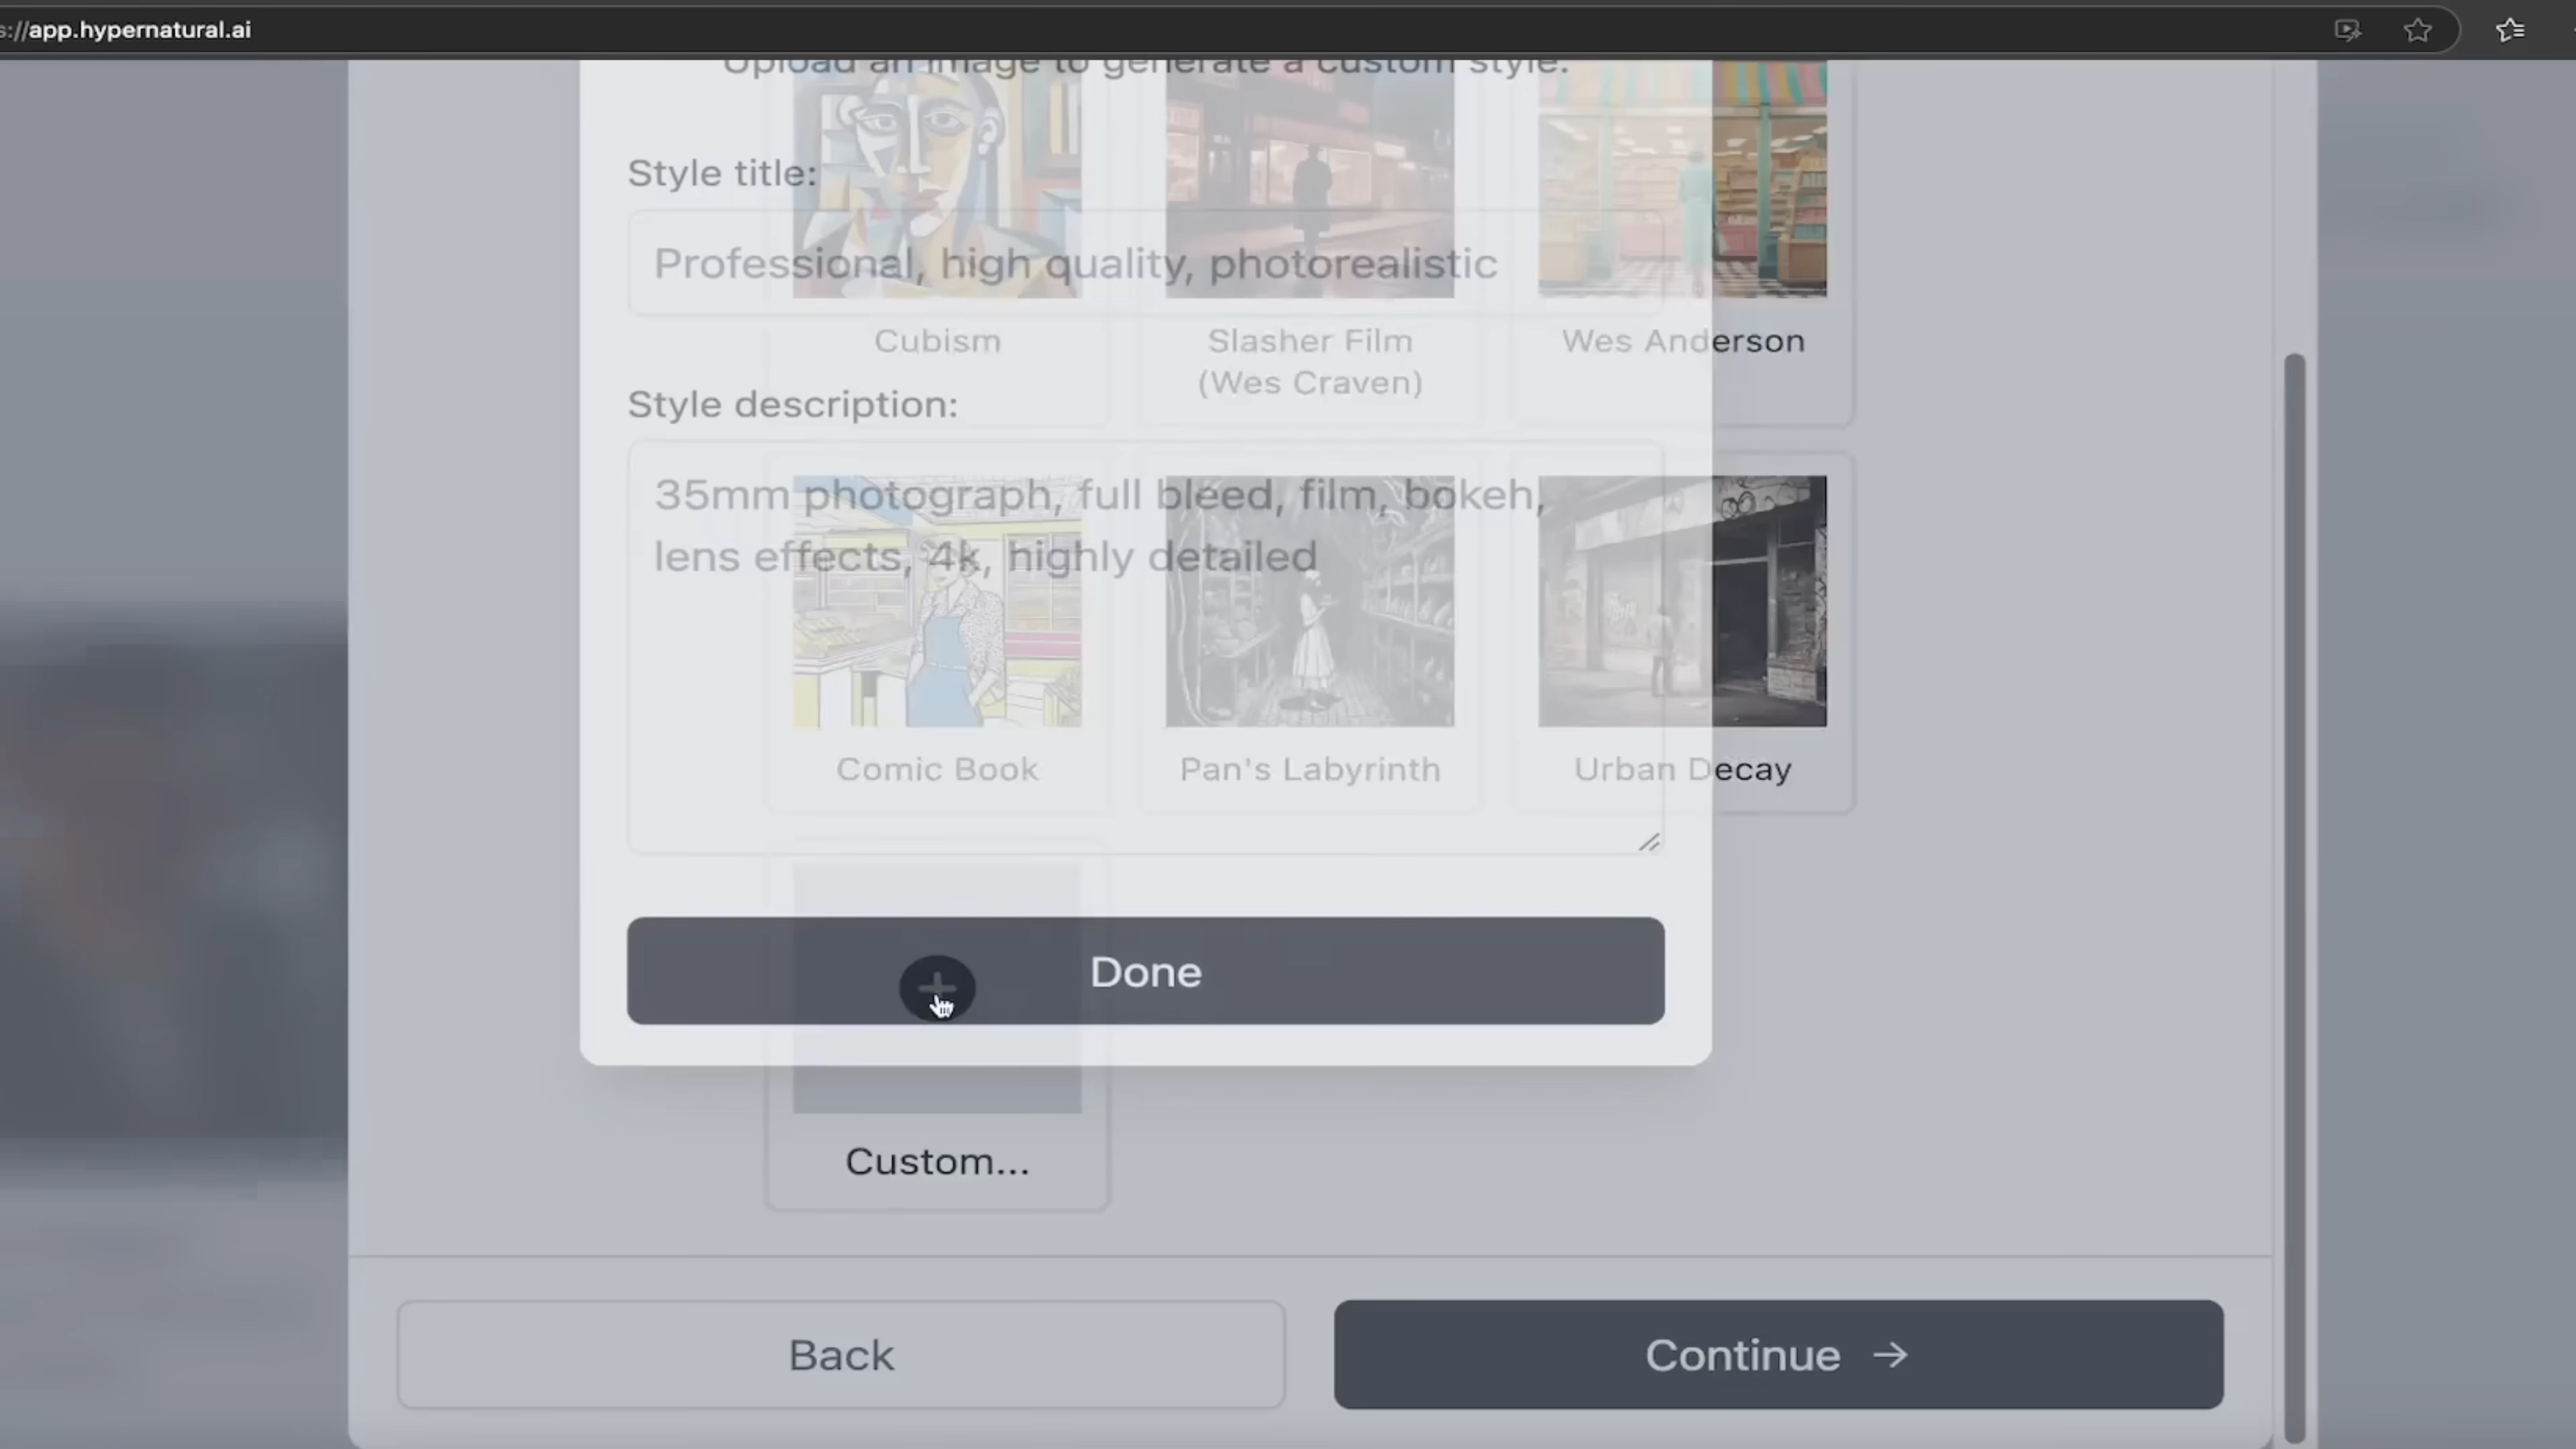 s://app.hypernatural.ai
Upload an image to generate a custom style.
Style title:
Professional, high quality, photorealistic
Cubism
Slasher Film
(Wes Craven)
Wes Anderson
Style description:
35mm photograph, full bleed, film, bokeh,
lens effects, 4k, highly detailed
Comic Book
Pan's Labyrinth
Urban Decay
Done
Custom...
Back
Continue →